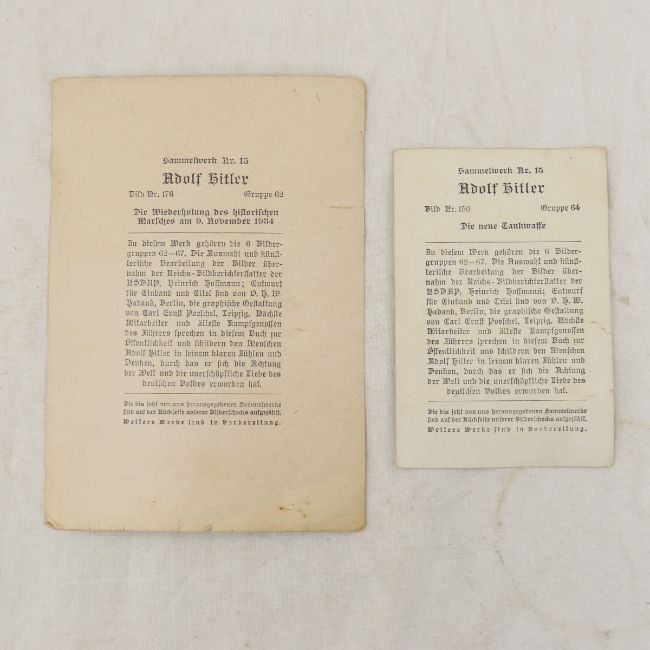 Sammelwerk Nr. 15
Adolf Hitler
Bild Nr. 176 Gruppe 62
Die Wiederholung des historischen
Marsches am 9. November 1934
Zu diesem Werk gehören die 6 Bilder-
gruppen 62—67. Die Auswahl und künst-
lerische Bearbeitung der Bilder über-
nahm der Reichs-Bildberichterstatter der
NSDAP, Heinrich Hoffmann; Entwurf
für Einband und Titel sind von O. H. W.
Hadank, Berlin, die graphische Gestaltung
von Carl Ernst Poeschel, Leipzig. Nächste
Mitarbeiter und älteste Kampfgenossen
des Führers sprechen in diesem Buch zur
Öffentlichkeit und schildern den Menschen
Adolf Hitler in seinem klaren Fühlen und
Denken, durch das er sich die Achtung
der Welt und die unerschöpfliche Liebe des
deutschen Volkes erworben hat.
Die bis jetzt von uns herausgegebenen Sammelwerke
sind auf der Rückseite unserer Bilderschecks aufgezählt.
Weitere Werke sind in Vorbereitung.
Sammelwerk Nr. 15
Adolf Hitler
Bild Nr. 150 Gruppe 64
Die neue Tankwaffe
Zu diesem Werk gehören die 6 Bilder-
gruppen 62—67. Die Auswahl und künst-
lerische Bearbeitung der Bilder über-
nahm der Reichs-Bildberichterstatter der
NSDAP, Heinrich Hoffmann; Entwurf
für Einband und Titel sind von O. H. W.
Hadank, Berlin, die graphische Gestaltung
von Carl Ernst Poeschel, Leipzig. Nächste
Mitarbeiter und älteste Kampfgenossen
des Führers sprechen in diesem Buch zur
Öffentlichkeit und schildern den Menschen
Adolf Hitler in seinem klaren Fühlen und
Denken, durch das er sich die Achtung
der Welt und die unerschöpfliche Liebe des
deutschen Volkes erworben hat.
Die bis jetzt von uns herausgegebenen Sammelwerke
sind auf der Rückseite unserer Bilderschecks aufgezählt.
Weitere Werke sind in Vorbereitung.